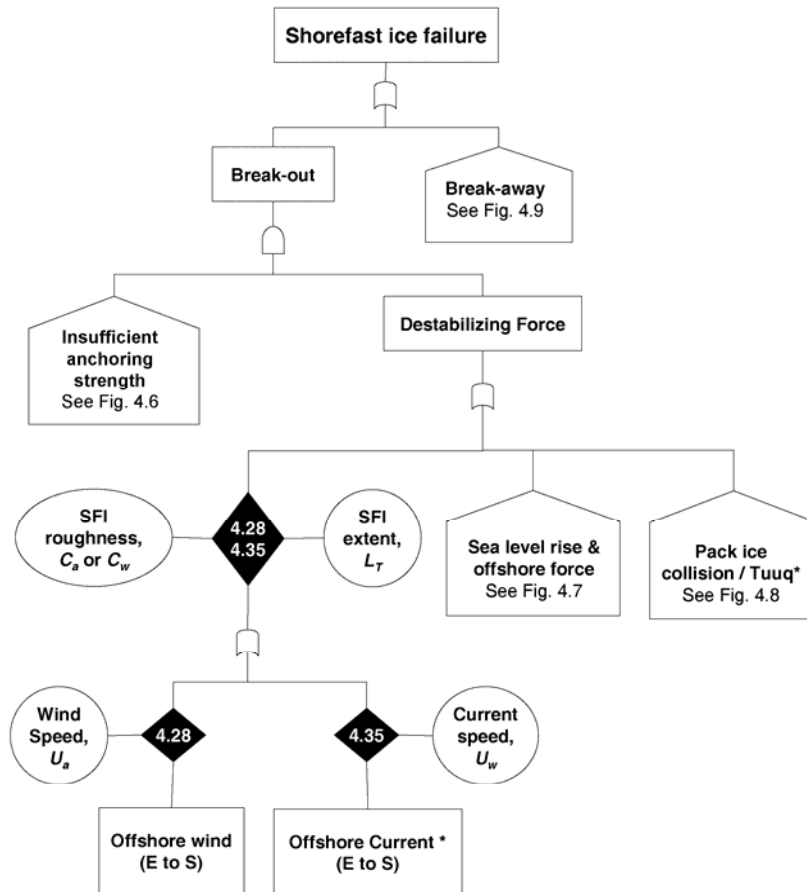 Shorefast ice failure
Break-out
Break-away
See Fig. 4.9
Insufficient
anchoring
strength
See Fig. 4.6
Destabilizing Force
SFI
roughness,
Cₐ or C_w
4.28
4.35
SFI
extent,
L_T
Sea level rise &
offshore force
See Fig. 4.7
Pack ice
collision / Tuuq*
See Fig. 4.8
Wind
Speed,
Uₐ
4.28
4.35
Current
speed,
U_w
Offshore wind
(E to S)
Offshore Current *
(E to S)